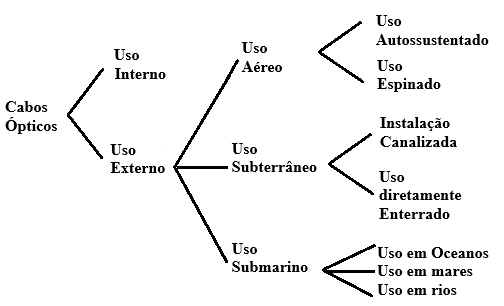 Cabos
Ópticos
Uso
Interno
Uso
Externo
Uso
Aéreo
Uso
Subterrâneo
Uso
Submarino
Uso
Autossustentado
Uso
Espinado
Instalação
Canalizada
Uso
diretamente
Enterrado
Uso em Oceanos
Uso em mares
Uso em rios